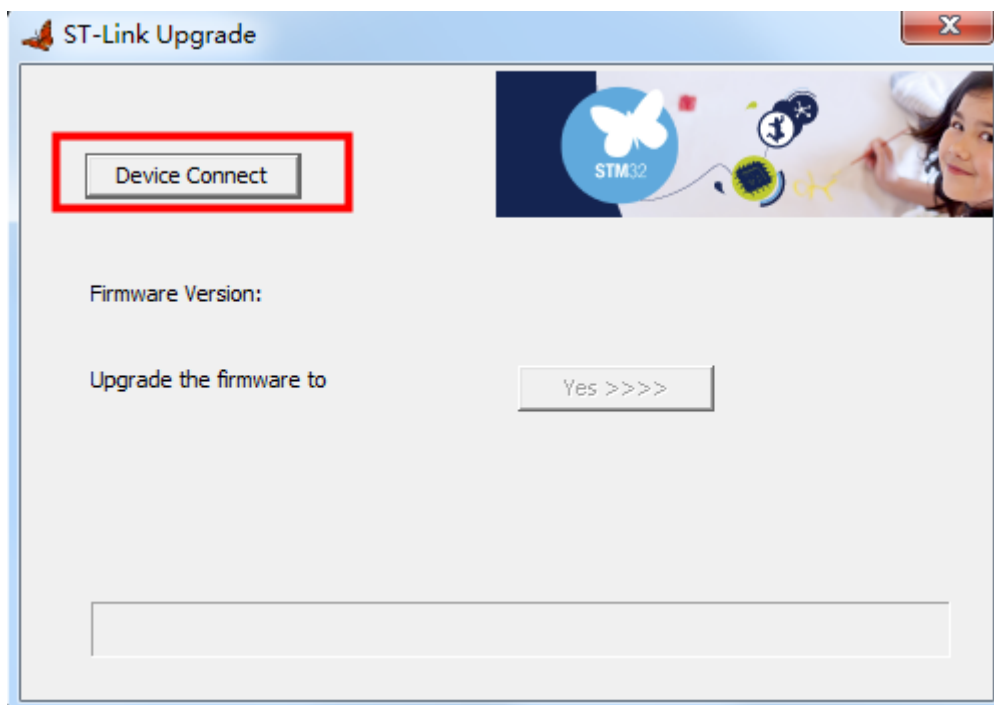 ST-Link Upgrade
Device Connect
STM32
Firmware Version:
Upgrade the firmware to
Yes >>>>